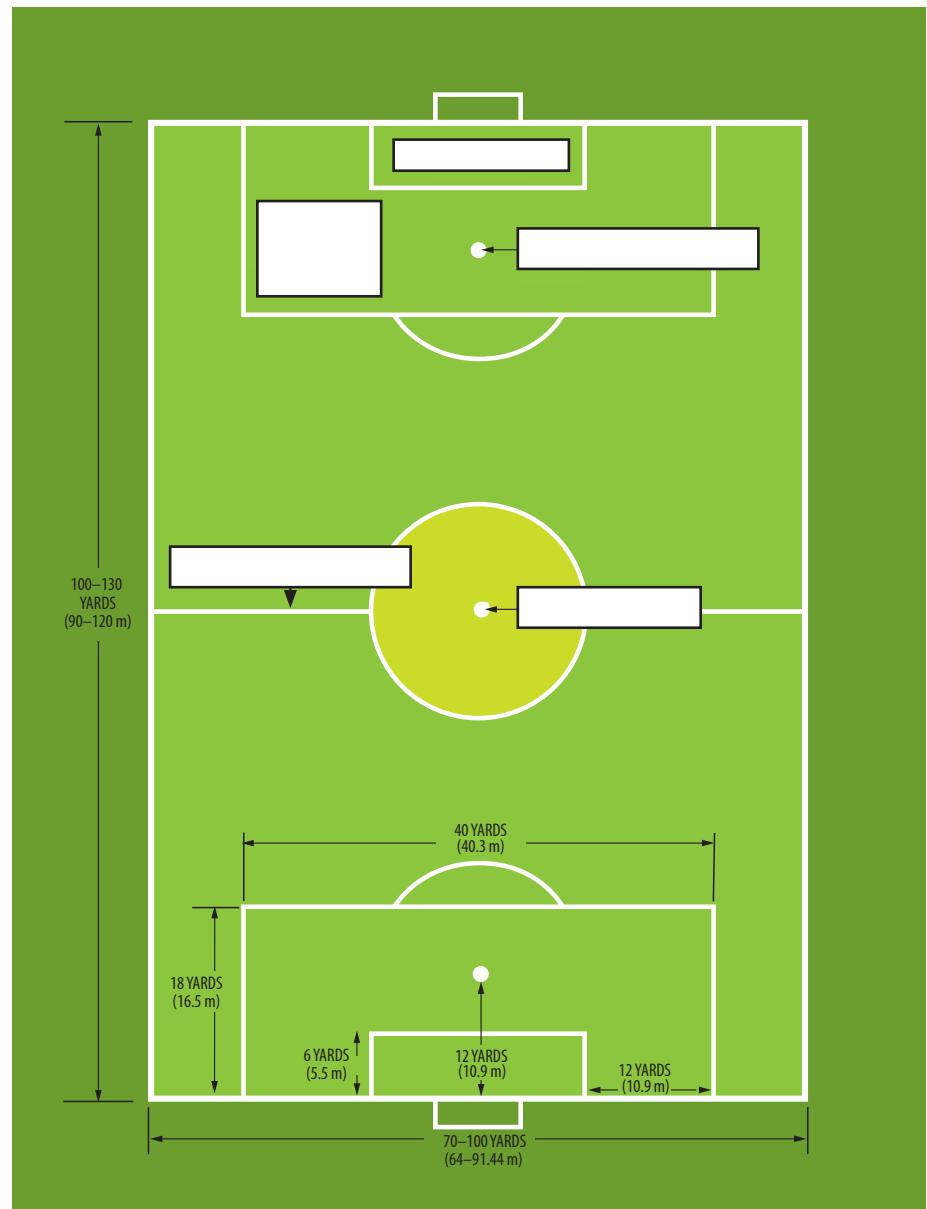 100–130
YARDS
(90–120 m)
40 YARDS
(40.3 m)
18 YARDS
(16.5 m)
6 YARDS
(5.5 m)
12 YARDS
(10.9 m)
12 YARDS
(10.9 m)
70–100 YARDS
(64–91.44 m)